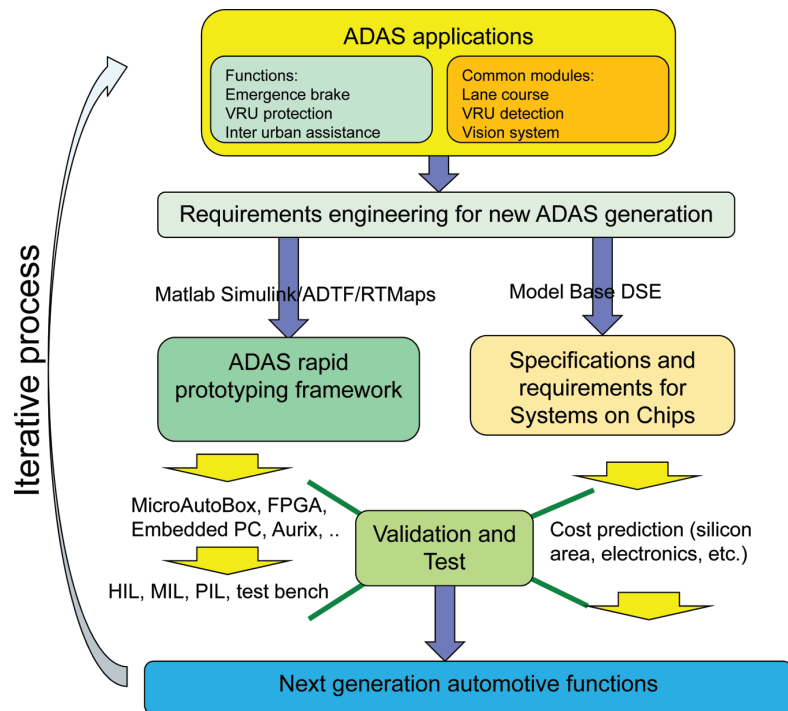 ADAS applications
Functions:
Emergence brake
VRU protection
Inter urban assistance
Common modules:
Lane course
VRU detection
Vision system
Requirements engineering for new ADAS generation
Matlab Simulink/ADTF/RTMaps
Model Base DSE
ADAS rapid
prototyping framework
Specifications and
requirements for
Systems on Chips
Iterative process
MicroAutoBox, FPGA,
Embedded PC, Aurix, ..
Validation and
Test
Cost prediction (silicon
area, electronics, etc.)
HIL, MIL, PIL, test bench
Next generation automotive functions